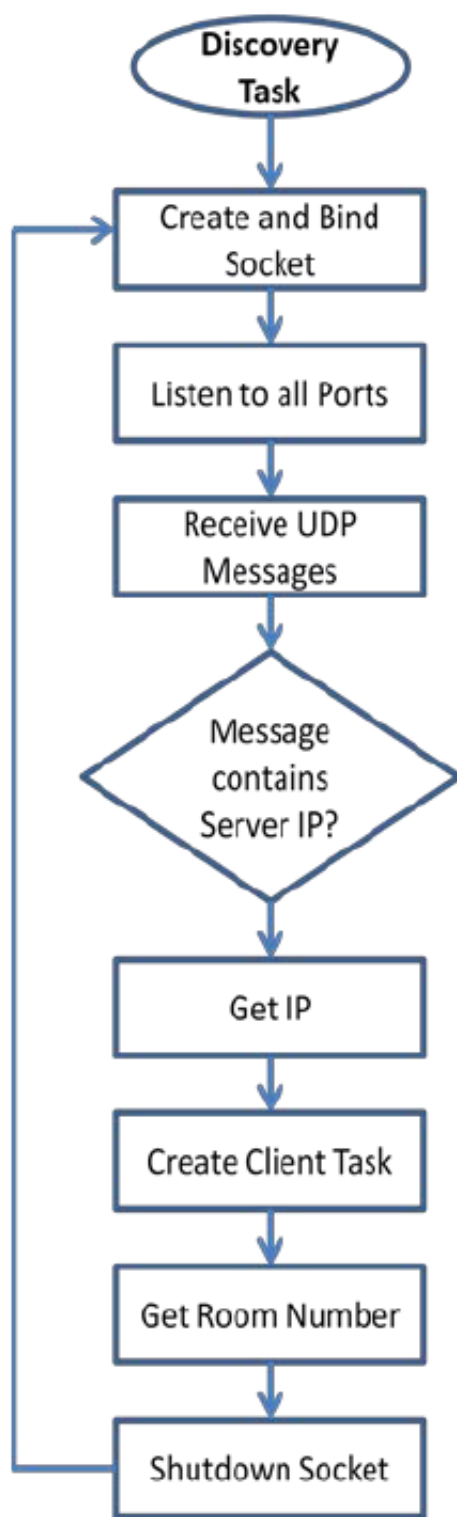 Discovery
Task
Create and Bind
Socket
Listen to all Ports
Receive UDP
Messages
Message
contains
Server IP?
Get IP
Create Client Task
Get Room Number
Shutdown Socket